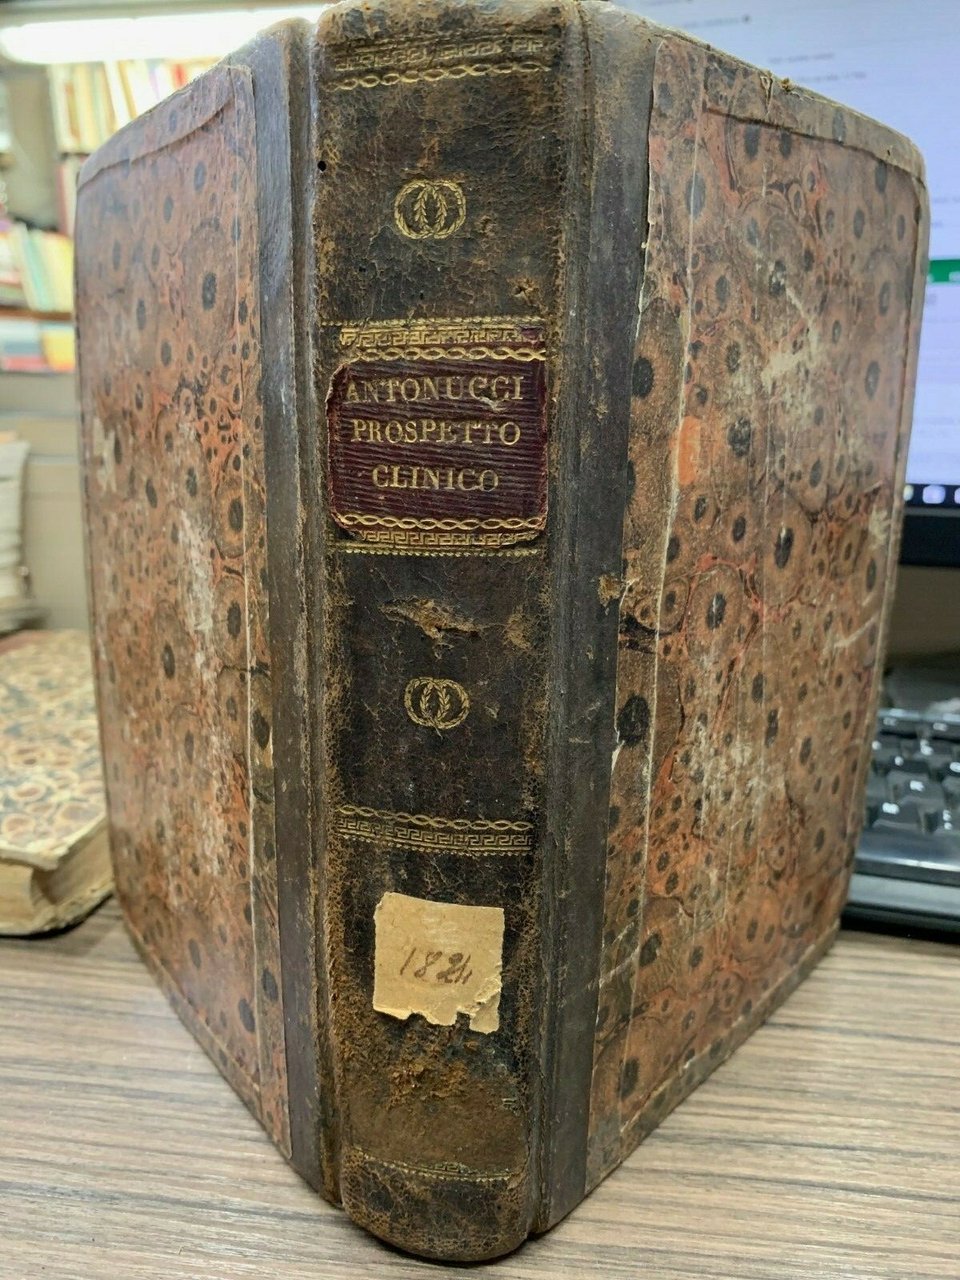 ANTONUCCI
PROSPETTO
CLINICO
1824